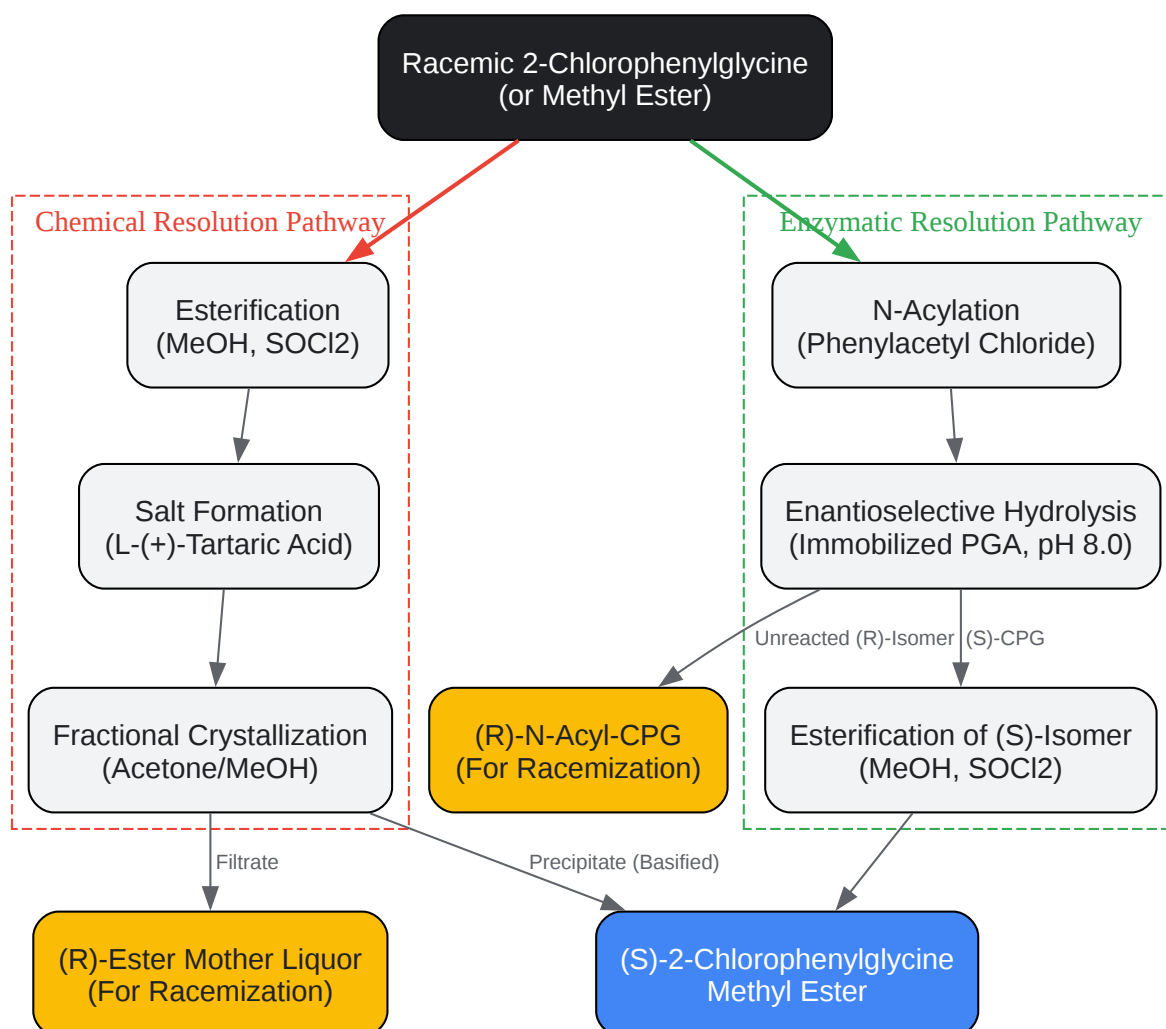 Racemic 2-Chlorophenylglycine
(or Methyl Ester)
Chemical Resolution Pathway
Enzymatic Resolution Pathway
Esterification
(MeOH, SOCl2)
N-Acylation
(Phenylacetyl Chloride)
Salt Formation
(L-(+)-Tartaric Acid)
Enantioselective Hydrolysis
(Immobilized PGA, pH 8.0)
Unreacted (R)-Isomer
(S)-CPG
Fractional Crystallization
(Acetone/MeOH)
(R)-N-Acyl-CPG
(For Racemization)
Esterification of (S)-Isomer
(MeOH, SOCl2)
Filtrate
Precipitate (Basified)
(R)-Ester Mother Liquor
(For Racemization)
(S)-2-Chlorophenylglycine
Methyl Ester